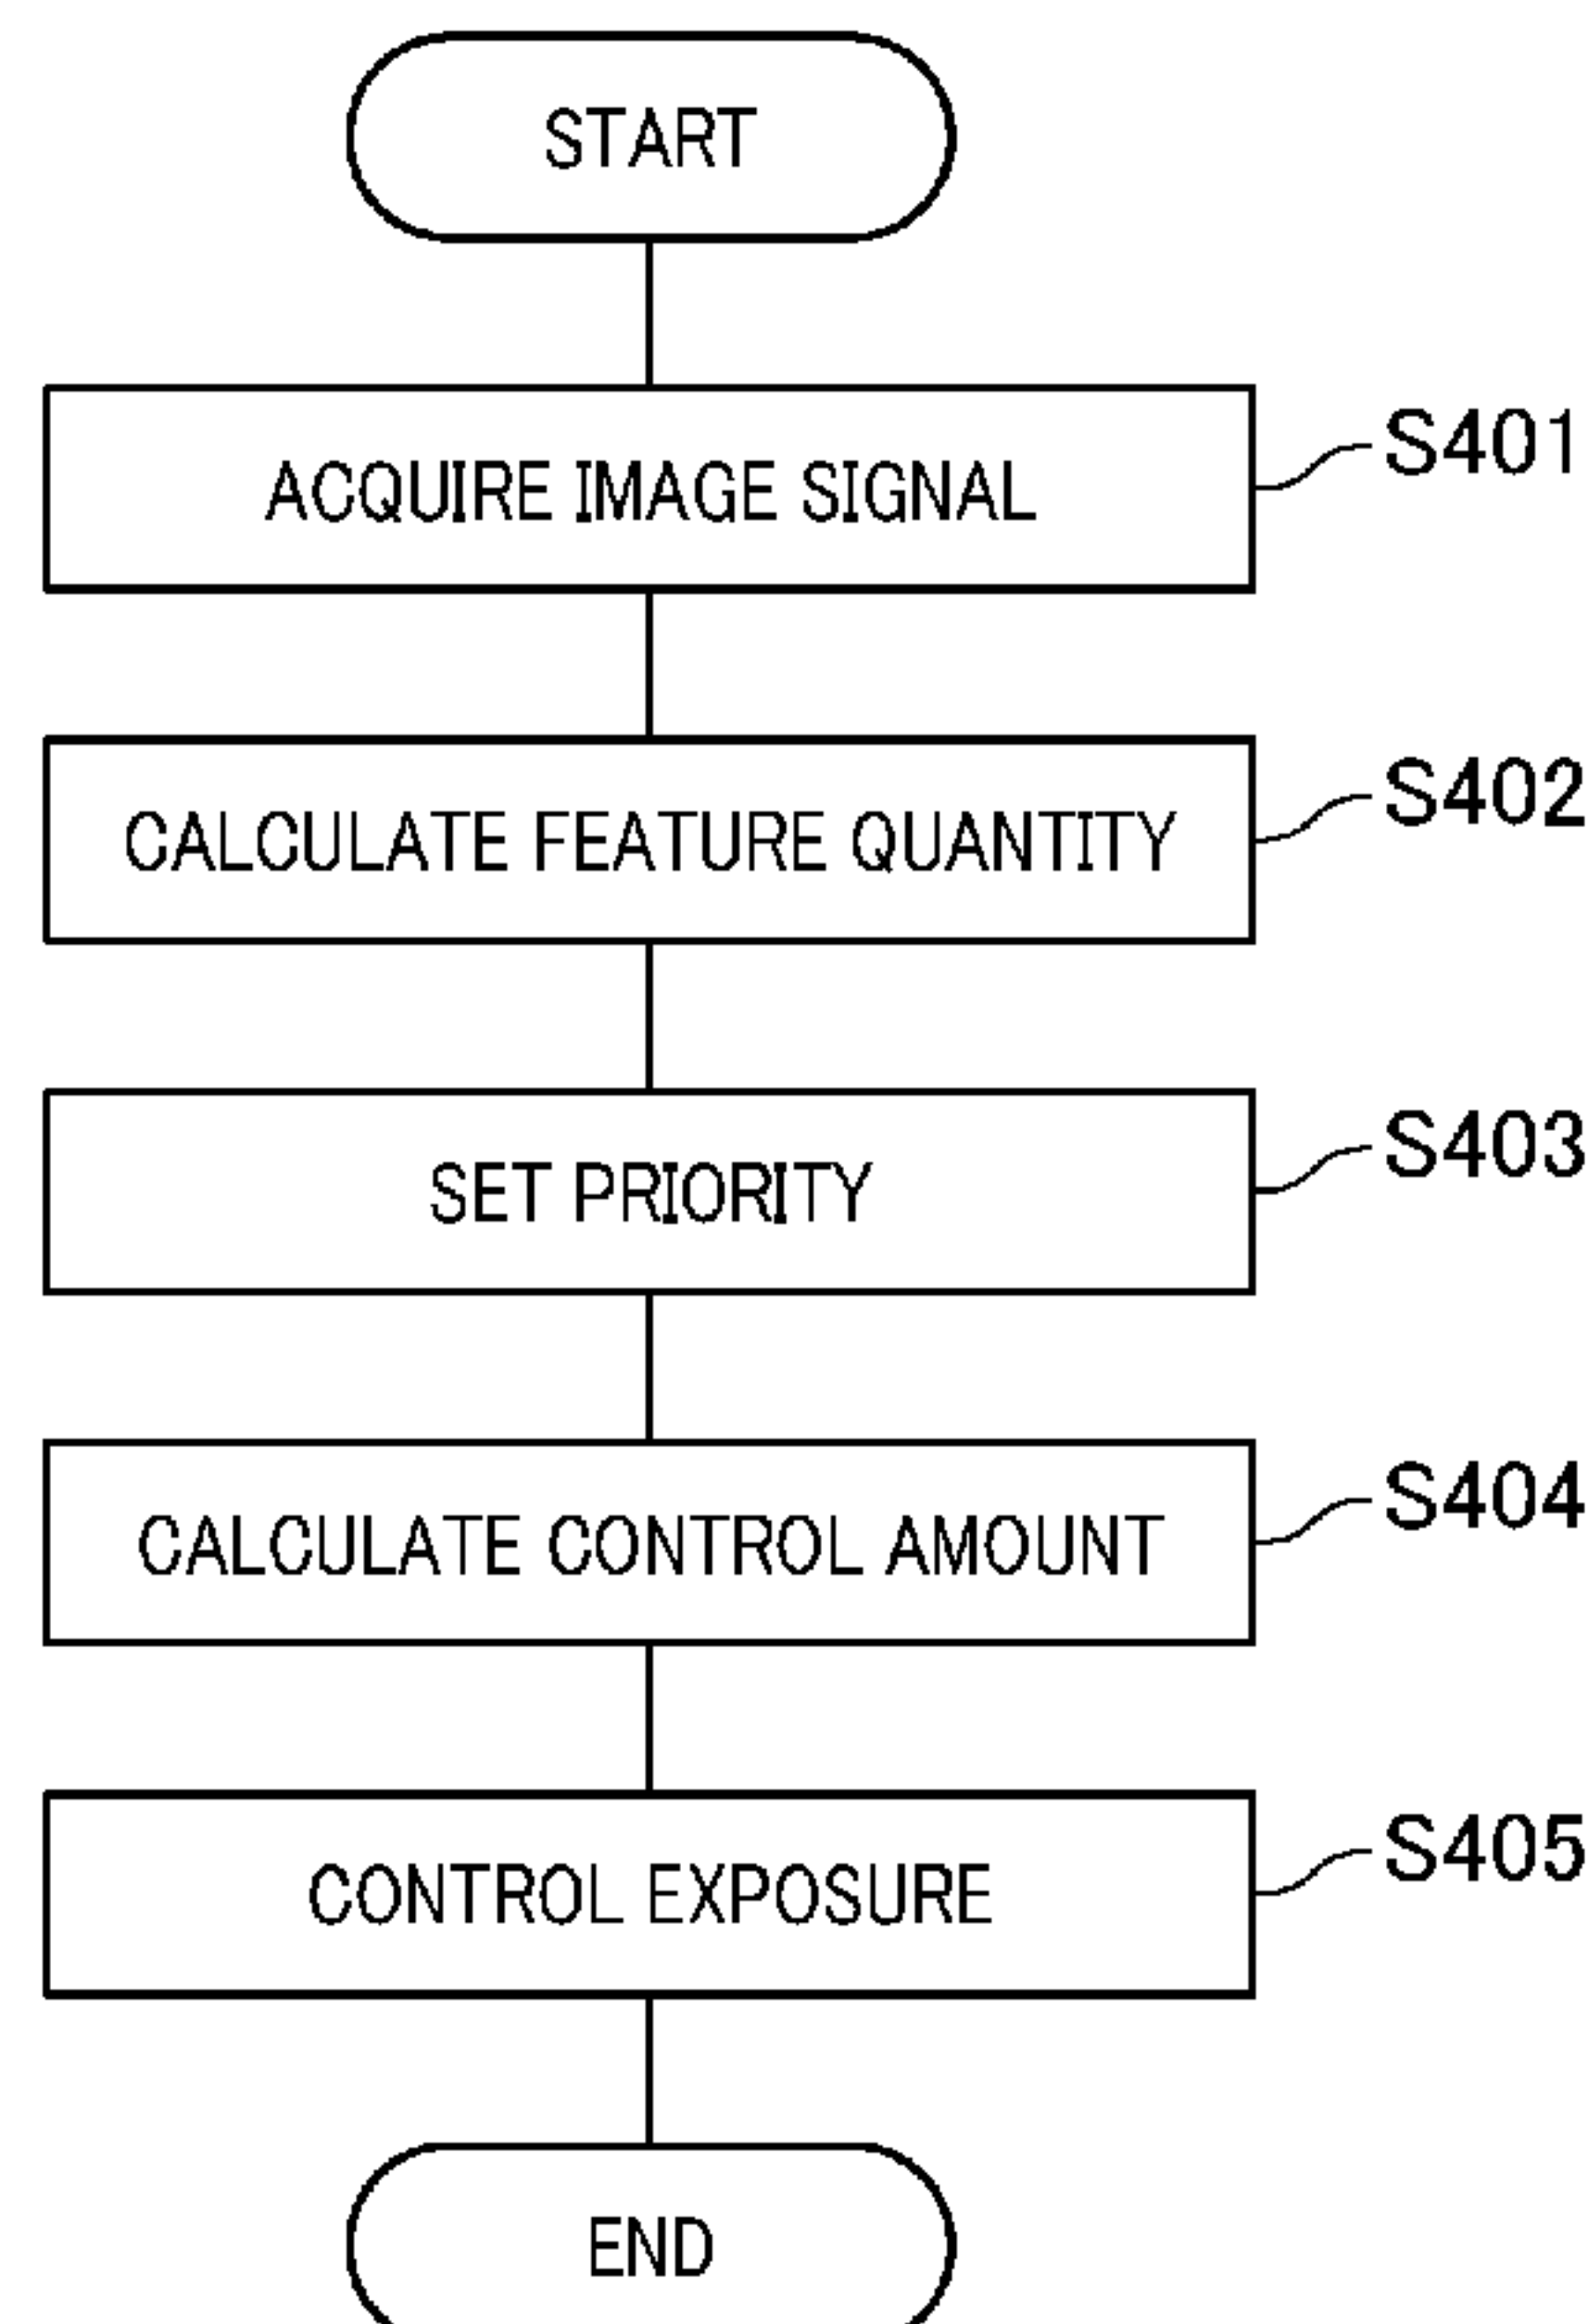 START
ACQUIRE IMAGE SIGNAL
S401
CALCULATE FEATURE QUANTITY
S402
SET PRIORITY
S403
CALCULATE CONTROL AMOUNT
S404
CONTROL EXPOSURE
S405
END